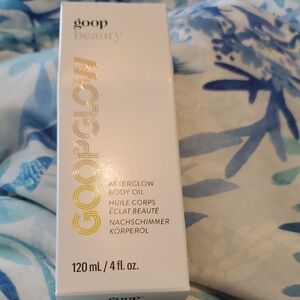 goop
beauty
GOOPGLOW
AFTERGLOW
BODY OIL
HUILE CORPS
ÉCLAT BEAUTÉ
NACHSCHIMMER
KÖRPERÖL
120 mL / 4 fl. oz.
goop